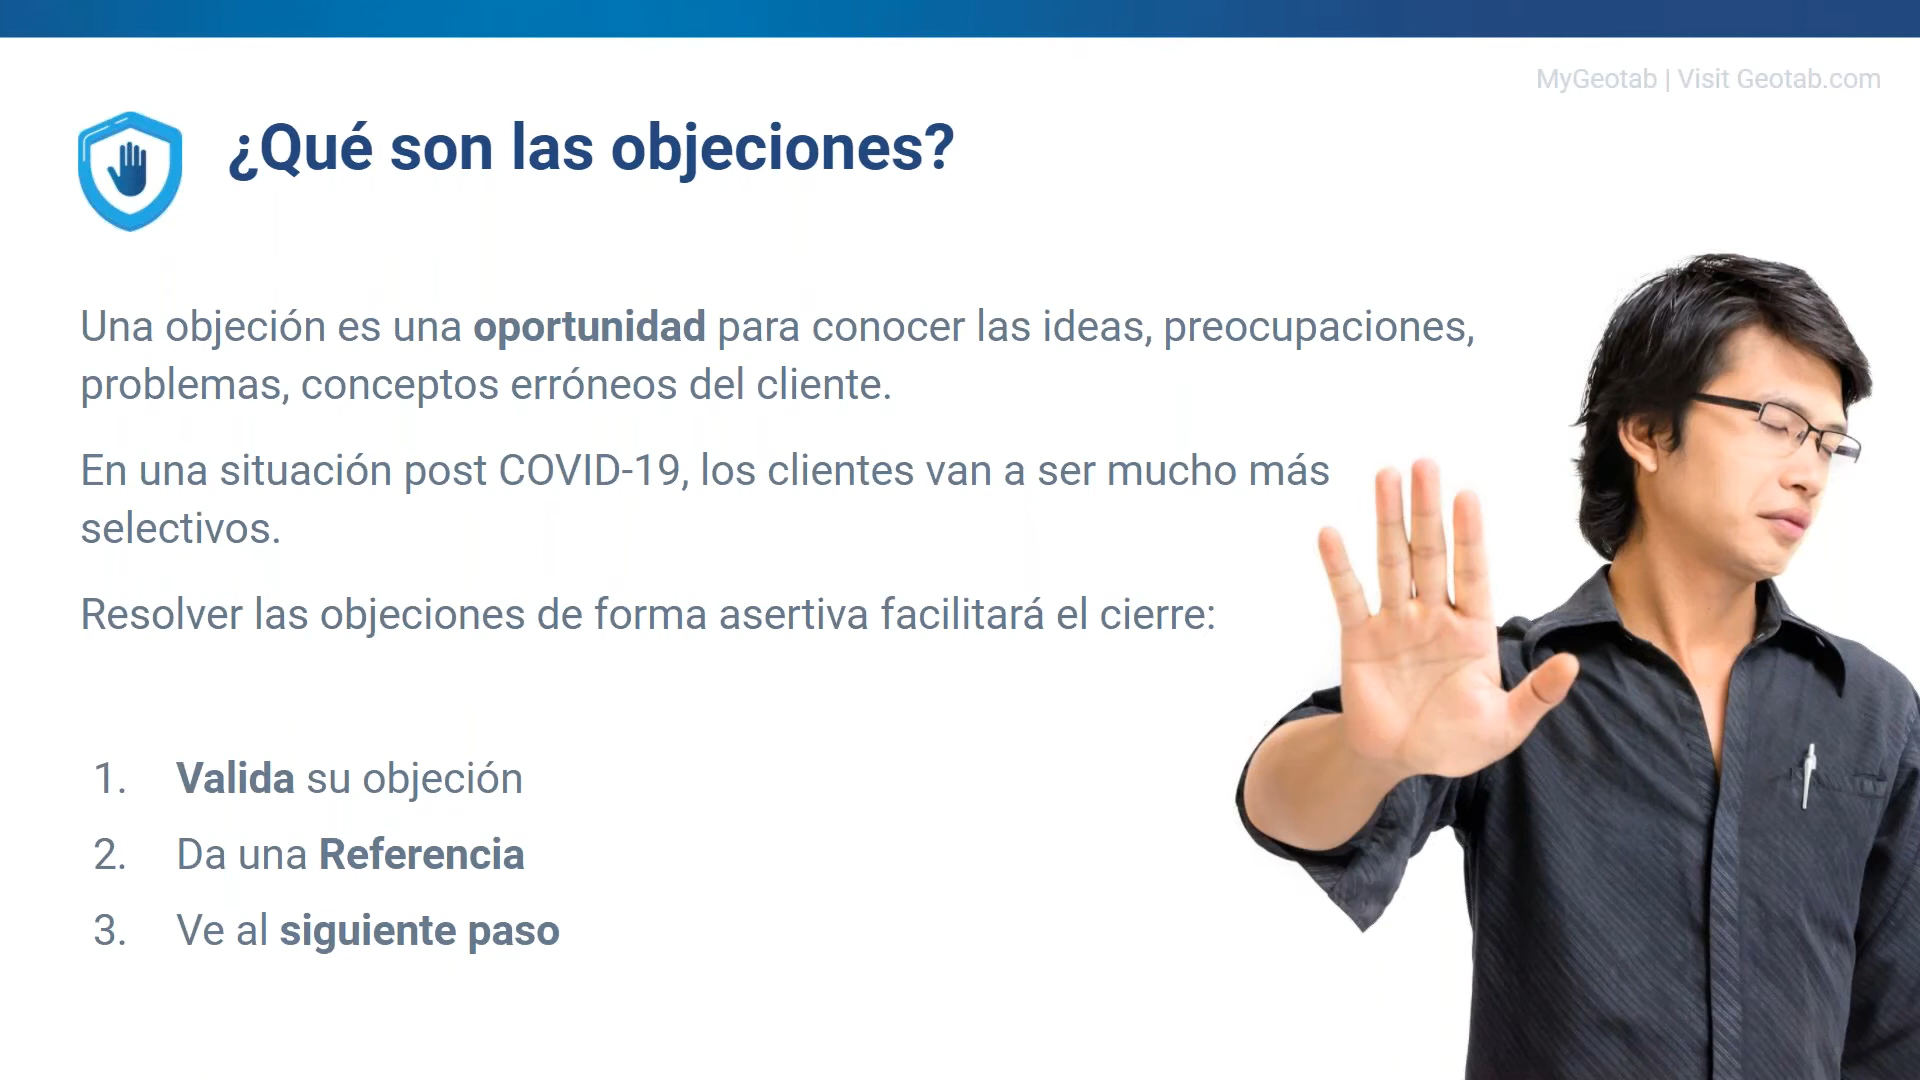 MyGeotab | Visit Geotab.com
¿Qué son las objeciones?
Una objeción es una oportunidad para conocer las ideas, preocupaciones,
problemas, conceptos erróneos del cliente.
En una situación post COVID-19, los clientes van a ser mucho más
selectivos.
Resolver las objeciones de forma asertiva facilitará el cierre:
1. Valida su objeción
2. Da una Referencia
3. Ve al siguiente paso